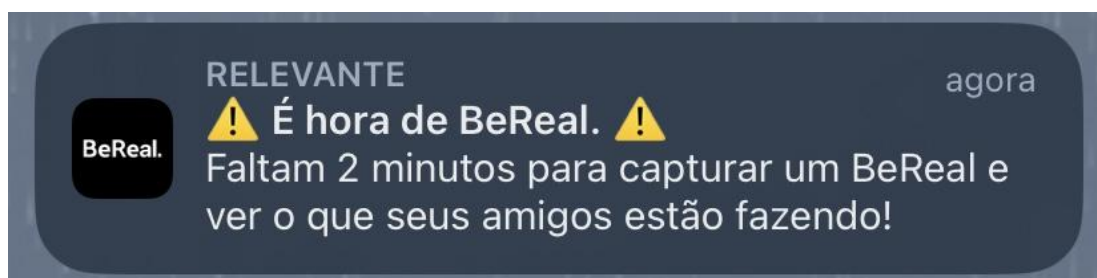 RELEVANTE
agora
⚠️ É hora de BeReal. ⚠️
BeReal.
Faltam 2 minutos para capturar um BeReal e
ver o que seus amigos estão fazendo!